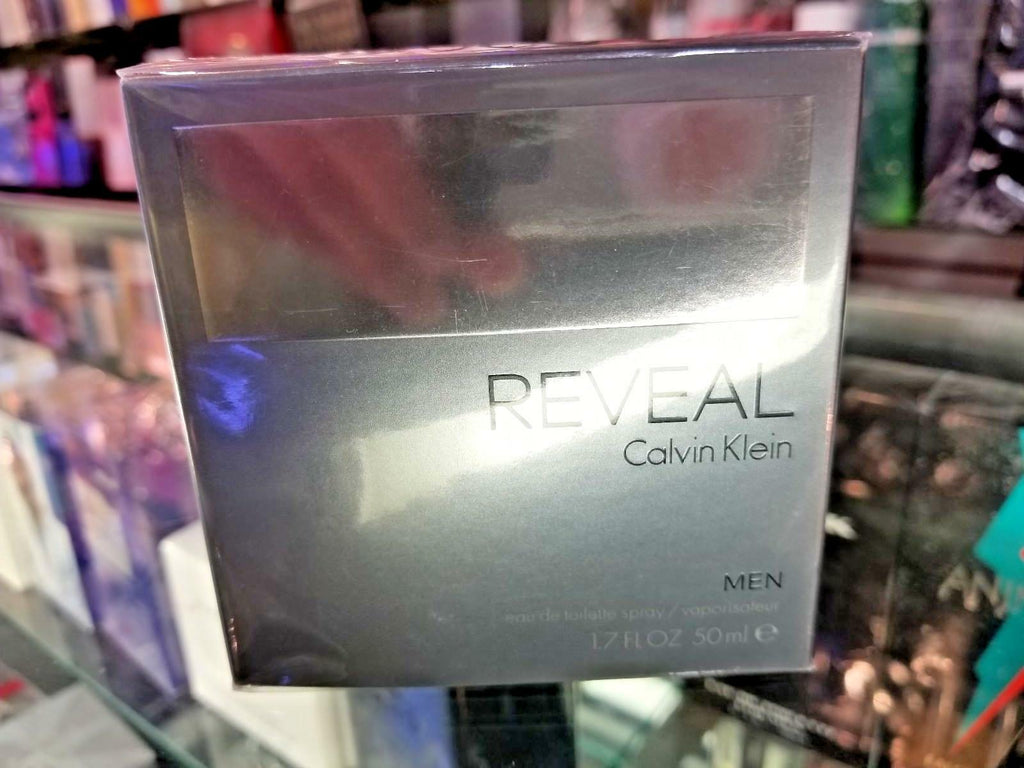 REVEAL
Calvin Klein
MEN
eau de toilette spray / vaporisateur
1.7 FL OZ 50 ml ℮